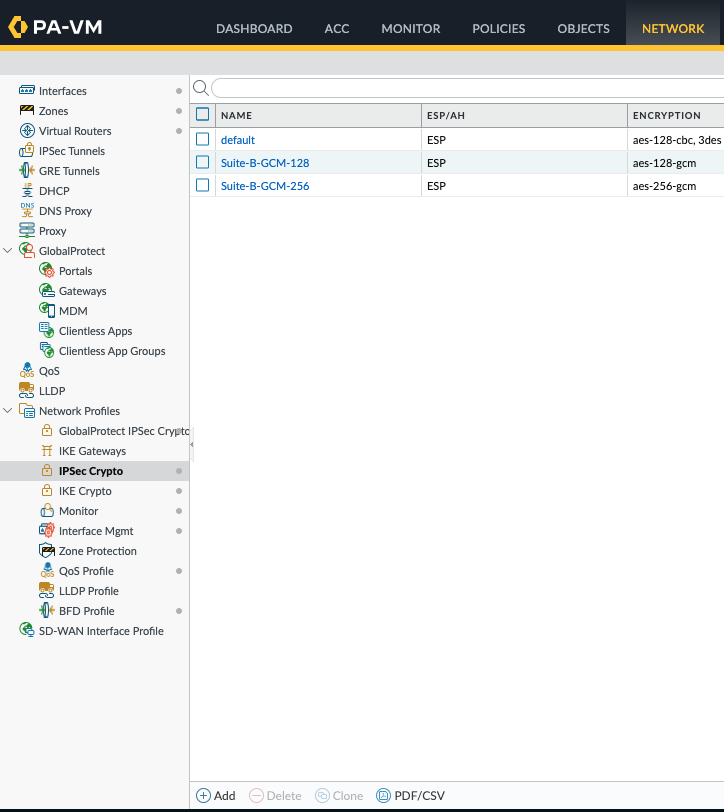 PA-VM
DASHBOARD ACC MONITOR POLICIES OBJECTS NETWORK
Interfaces
Zones
Virtual Routers
IPSec Tunnels
GRE Tunnels
DHCP
DNS Proxy
Proxy
GlobalProtect
Portals
Gateways
MDM
Clientless Apps
Clientless App Groups
QoS
LLDP
Network Profiles
GlobalProtect IPSec Crypto
IKE Gateways
IPSec Crypto
IKE Crypto
Monitor
Interface Mgmt
Zone Protection
QoS Profile
LLDP Profile
BFD Profile
SD-WAN Interface Profile
NAME ESP/AH ENCRYPTION
default ESP aes-128-cbc, 3des
Suite-B-GCM-128 ESP aes-128-gcm
Suite-B-GCM-256 ESP aes-256-gcm
Add Delete Clone PDF/CSV